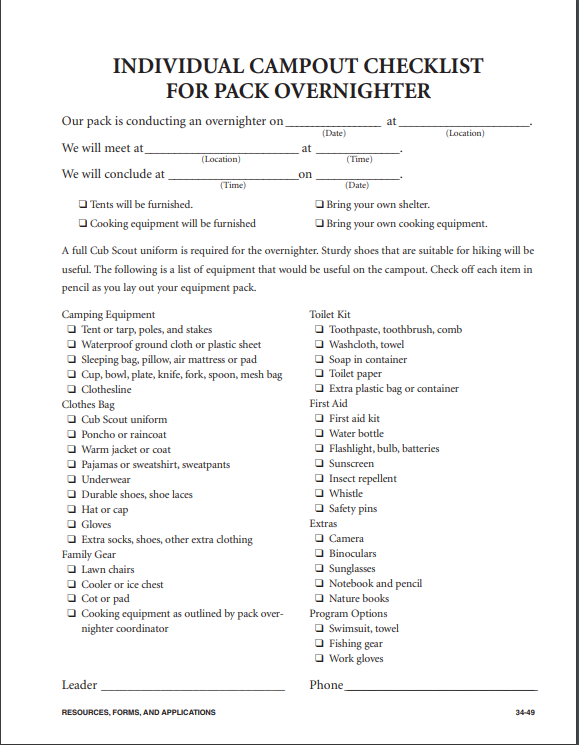 INDIVIDUAL CAMPOUT CHECKLIST
FOR PACK OVERNIGHTER
Our pack is conducting an overnighter on ________________ at ______________________.
(Date) (Location)
We will meet at__________________________ at ______________.
(Location) (Time)
We will conclude at ______________________on ______________.
(Time) (Date)
❑ Tents will be furnished. ❑ Bring your own shelter.
❑ Cooking equipment will be furnished ❑ Bring your own cooking equipment.
A full Cub Scout uniform is required for the overnighter. Sturdy shoes that are suitable for hiking will be
useful. The following is a list of equipment that would be useful on the campout. Check off each item in
pencil as you lay out your equipment pack.
Camping Equipment
❑ Tent or tarp, poles, and stakes
❑ Waterproof ground cloth or plastic sheet
❑ Sleeping bag, pillow, air mattress or pad
❑ Cup, bowl, plate, knife, fork, spoon, mesh bag
❑ Clothesline
Clothes Bag
❑ Cub Scout uniform
❑ Poncho or raincoat
❑ Warm jacket or coat
❑ Pajamas or sweatshirt, sweatpants
❑ Underwear
❑ Durable shoes, shoe laces
❑ Hat or cap
❑ Gloves
❑ Extra socks, shoes, other extra clothing
Family Gear
❑ Lawn chairs
❑ Cooler or ice chest
❑ Cot or pad
❑ Cooking equipment as outlined by pack over-
nighter coordinator
Toilet Kit
❑ Toothpaste, toothbrush, comb
❑ Washcloth, towel
❑ Soap in container
❑ Toilet paper
❑ Extra plastic bag or container
First Aid
❑ First aid kit
❑ Water bottle
❑ Flashlight, bulb, batteries
❑ Sunscreen
❑ Insect repellent
❑ Whistle
❑ Safety pins
Extras
❑ Camera
❑ Binoculars
❑ Sunglasses
❑ Notebook and pencil
❑ Nature books
Program Options
❑ Swimsuit, towel
❑ Fishing gear
❑ Work gloves
Leader ____________________________ Phone_____________________________
RESOURCES, FORMS, AND APPLICATIONS 34-49